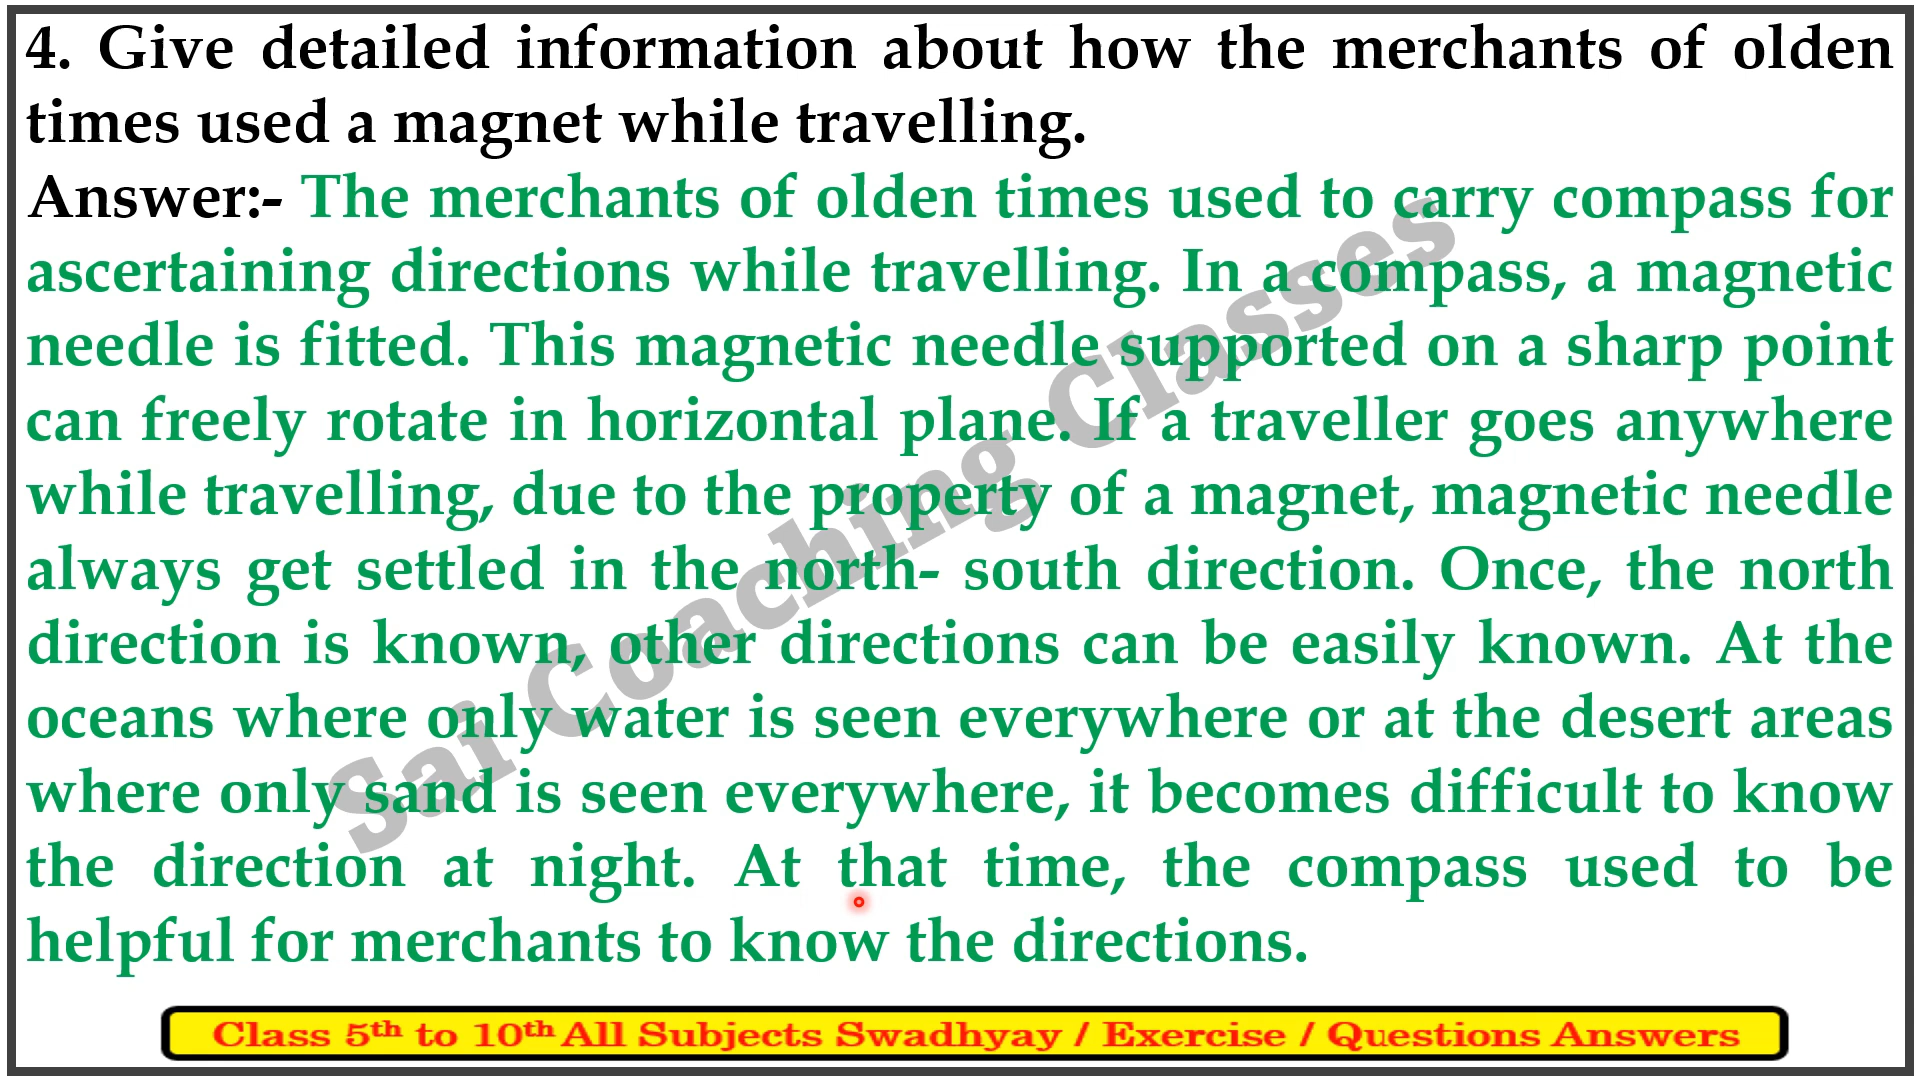 4. Give detailed information about how the merchants of olden
times used a magnet while travelling.
Answer:- The merchants of olden times used to carry compass for
ascertaining directions while travelling. In a compass, a magnetic
needle is fitted. This magnetic needle supported on a sharp point
can freely rotate in horizontal plane. If a traveller goes anywhere
while travelling, due to the property of a magnet, magnetic needle
always get settled in the north- south direction. Once, the north
direction is known, other directions can be easily known. At the
oceans where only water is seen everywhere or at the desert areas
where only sand is seen everywhere, it becomes difficult to know
the direction at night. At that time, the compass used to be
helpful for merchants to know the directions.
Sai Coaching Classes
Class 5th to 10th All Subjects Swadhyay / Exercise / Questions Answers